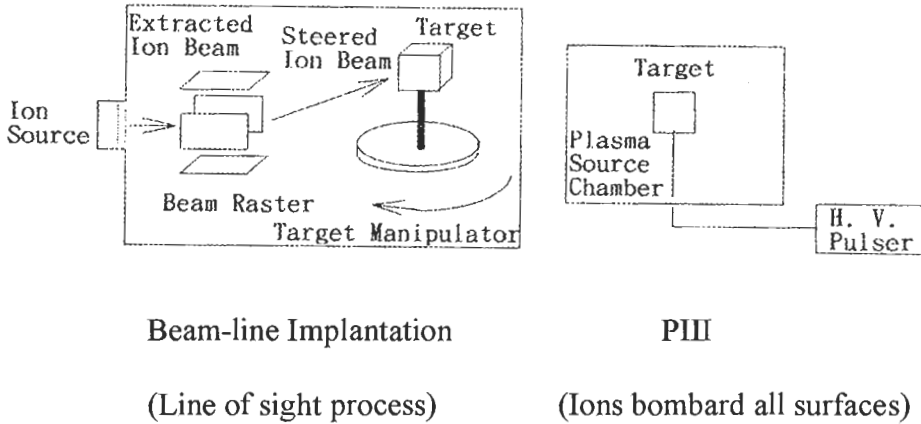 Extracted
Ion Beam
Steered
Ion Beam
Target
Ion
Source
Beam Raster
Target Manipulator
Target
Plasma
Source
Chamber
H. V.
Pulser
Beam-line Implantation
PIII
(Line of sight process)
(Ions bombard all surfaces)